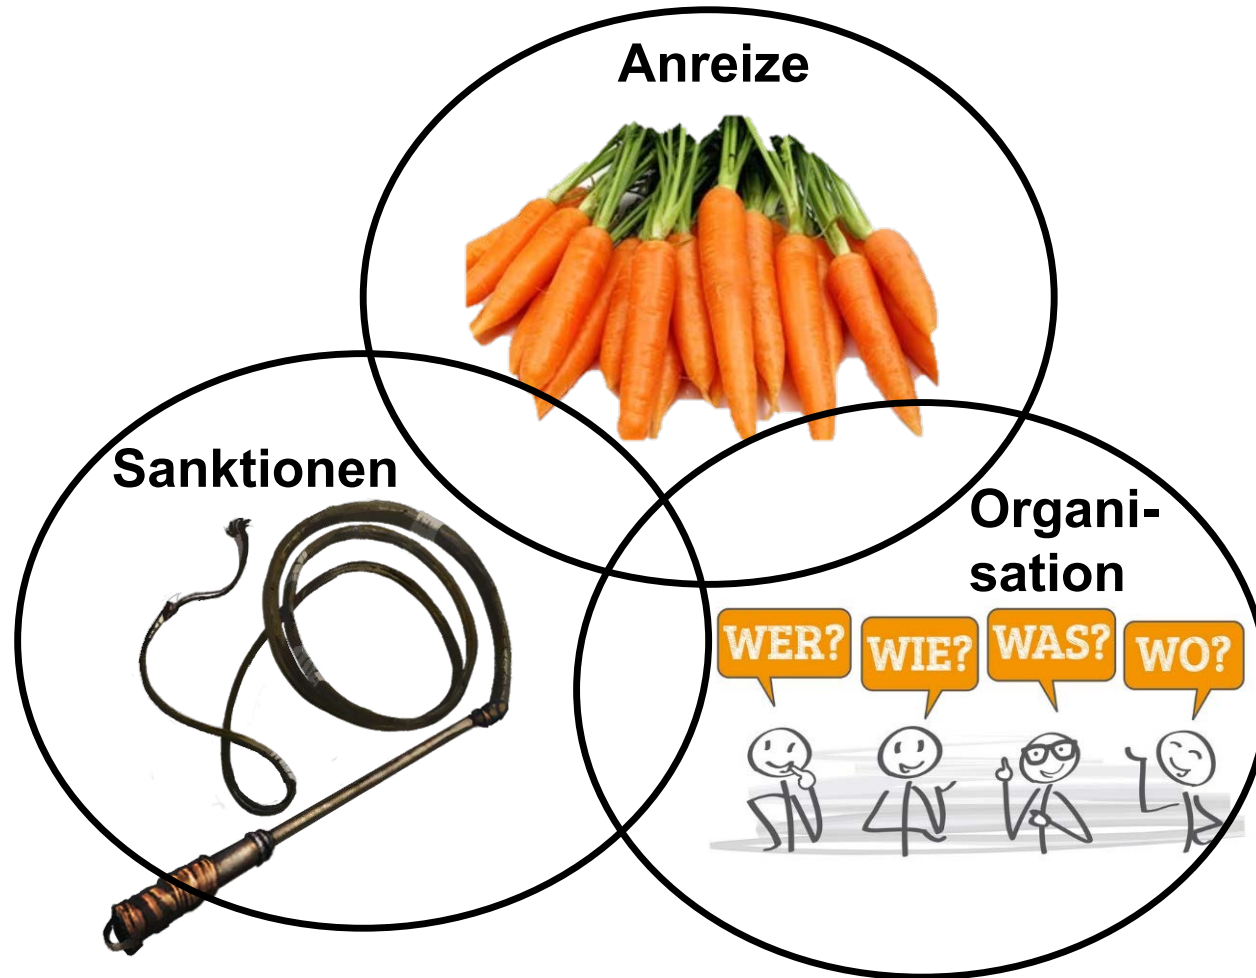 Anreize
Sanktionen
Organi-
sation
WER?
WIE?
WAS?
WO?